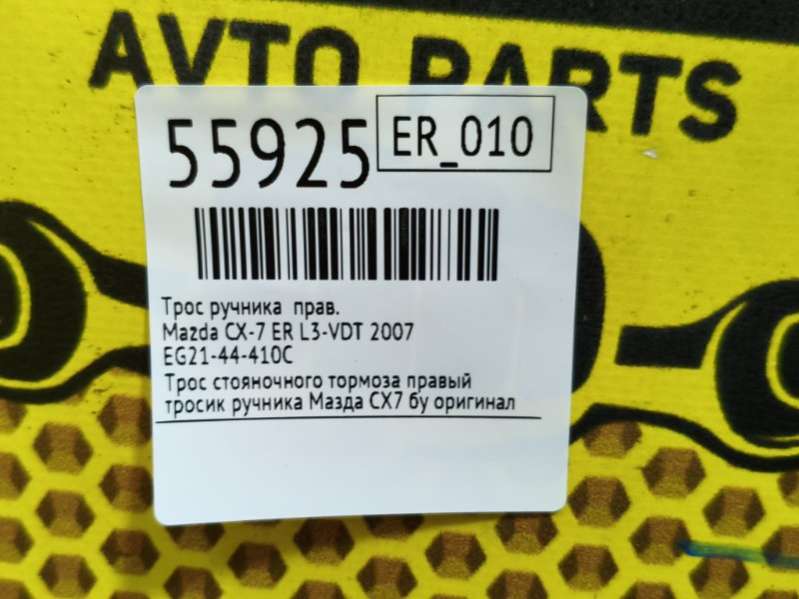 AVTO PARTS
55925
ER_010
Трос ручника прав.
Mazda CX-7 ER L3-VDT 2007
EG21-44-410C
Трос стояночного тормоза правый
тросик ручника Мазда СХ7 бу оригинал